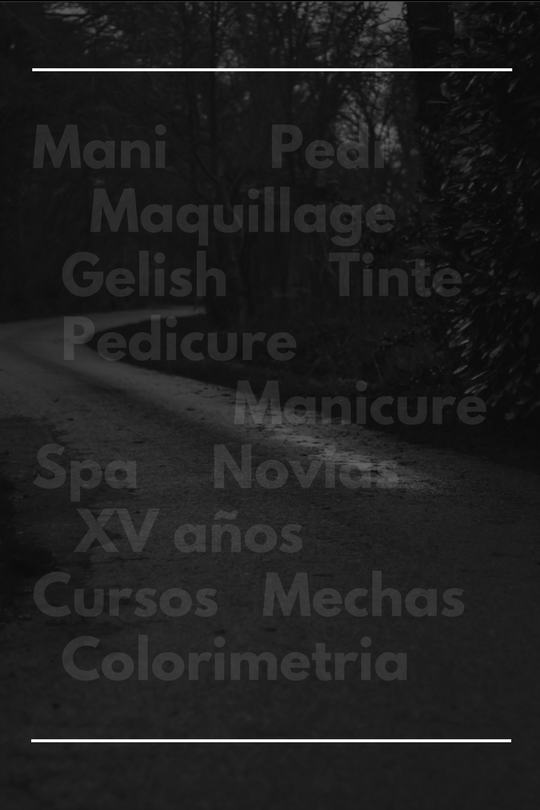 Mani Pedi
Maquillage
Gelish Tinte
Pedicure
Manicure
Spa Novias
XV años
Cursos Mechas
Colorimetria